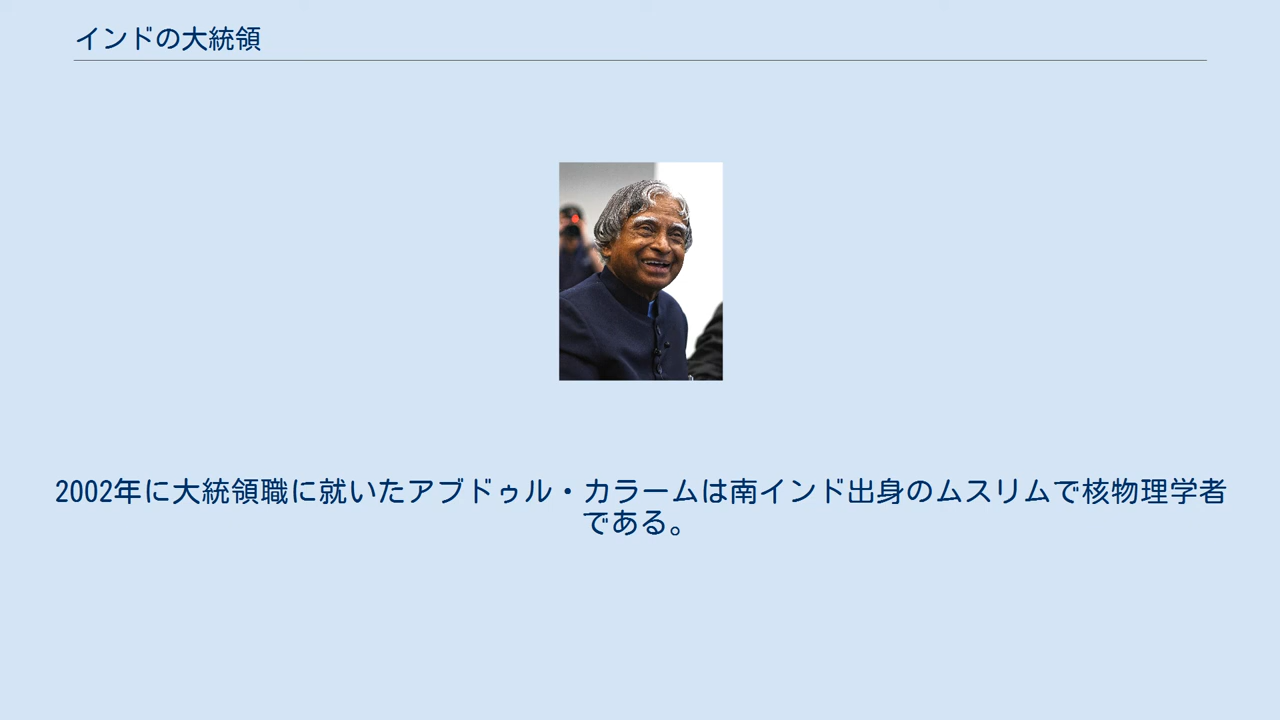 インドの大統領
2002年に大統領職に就いたアブドゥル・カラームは南インド出身のムスリムで核物理学者
である。